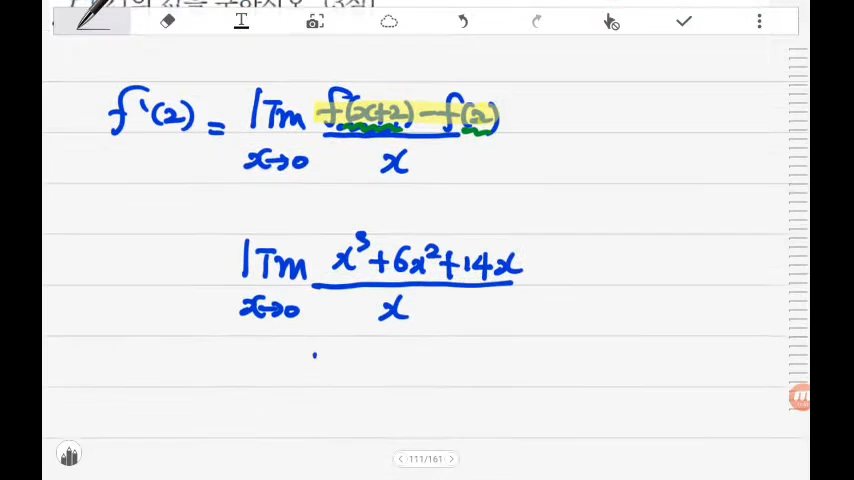 f'(2) = lim f(x+2) - f(2)
x→0 x
lim x³+6x²+14x
x→0 x
111/161